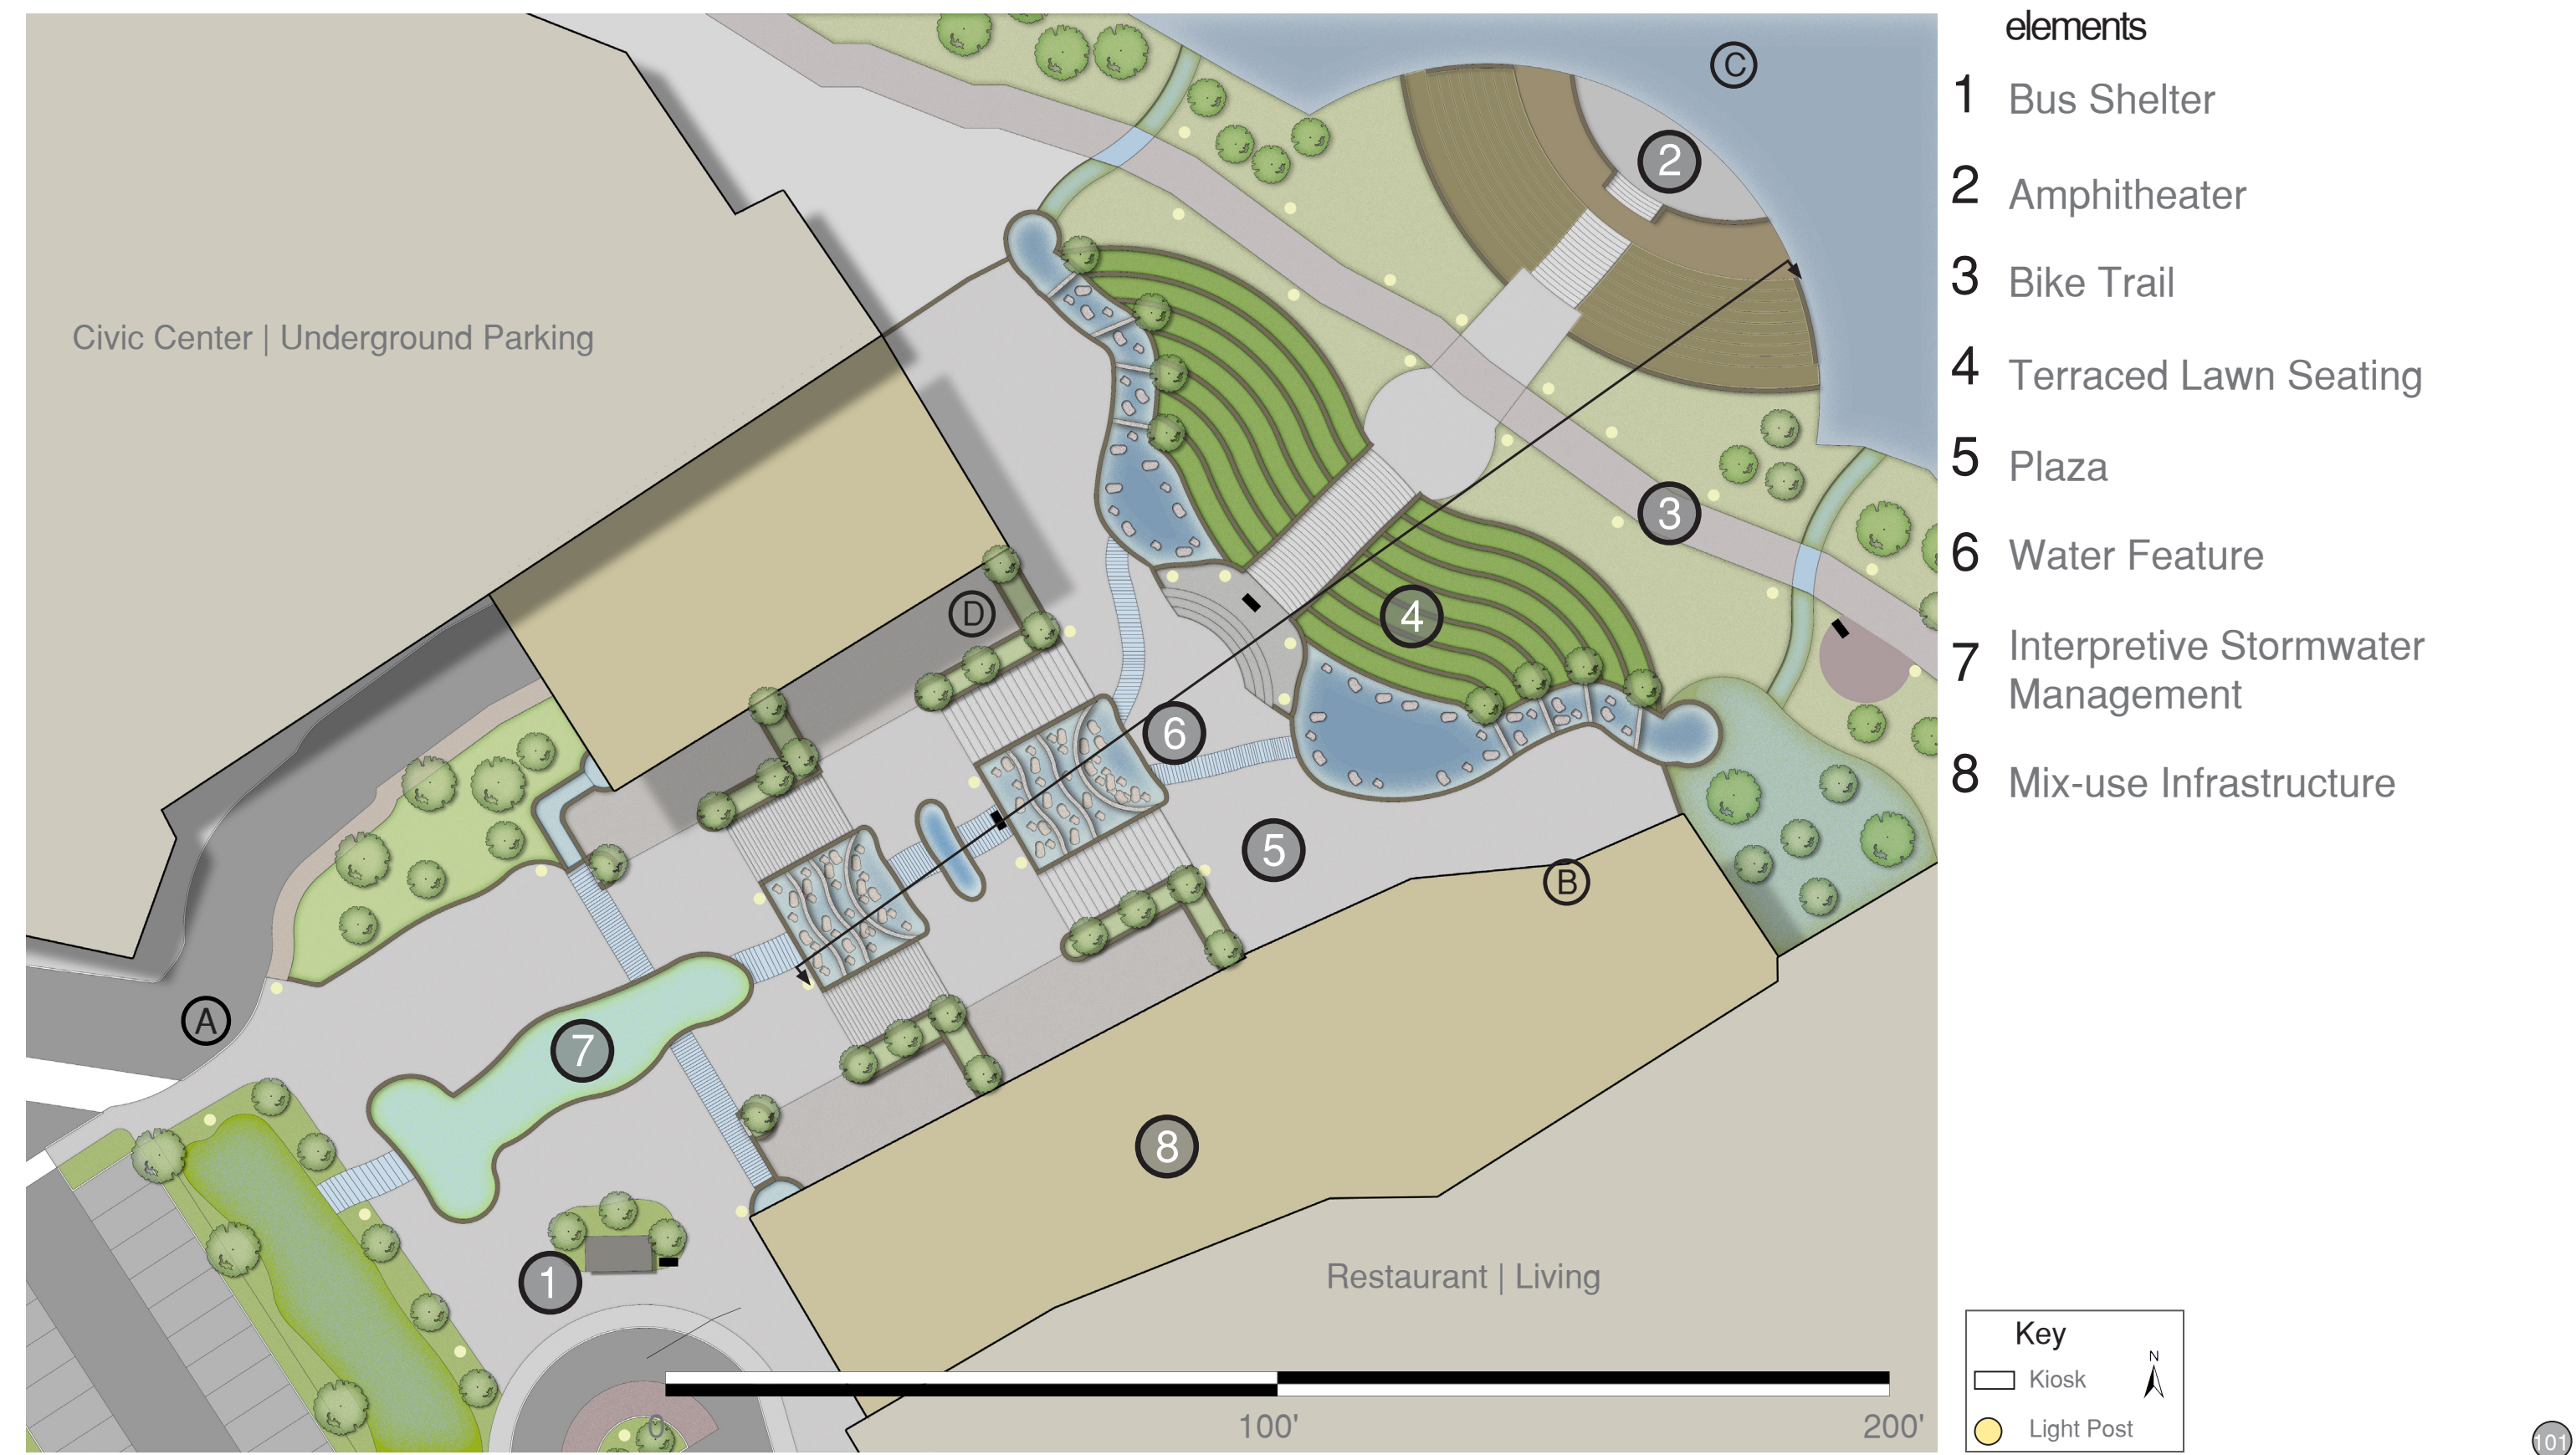 elements
1 Bus Shelter
2 Amphitheater
3 Bike Trail
4 Terraced Lawn Seating
5 Plaza
6 Water Feature
7 Interpretive Stormwater
Management
8 Mix-use Infrastructure
C
2
Civic Center | Underground Parking
3
D
4
6
5
B
A
7
8
1
Restaurant | Living
0 100' 200'
Key
N
Kiosk
Light Post
101